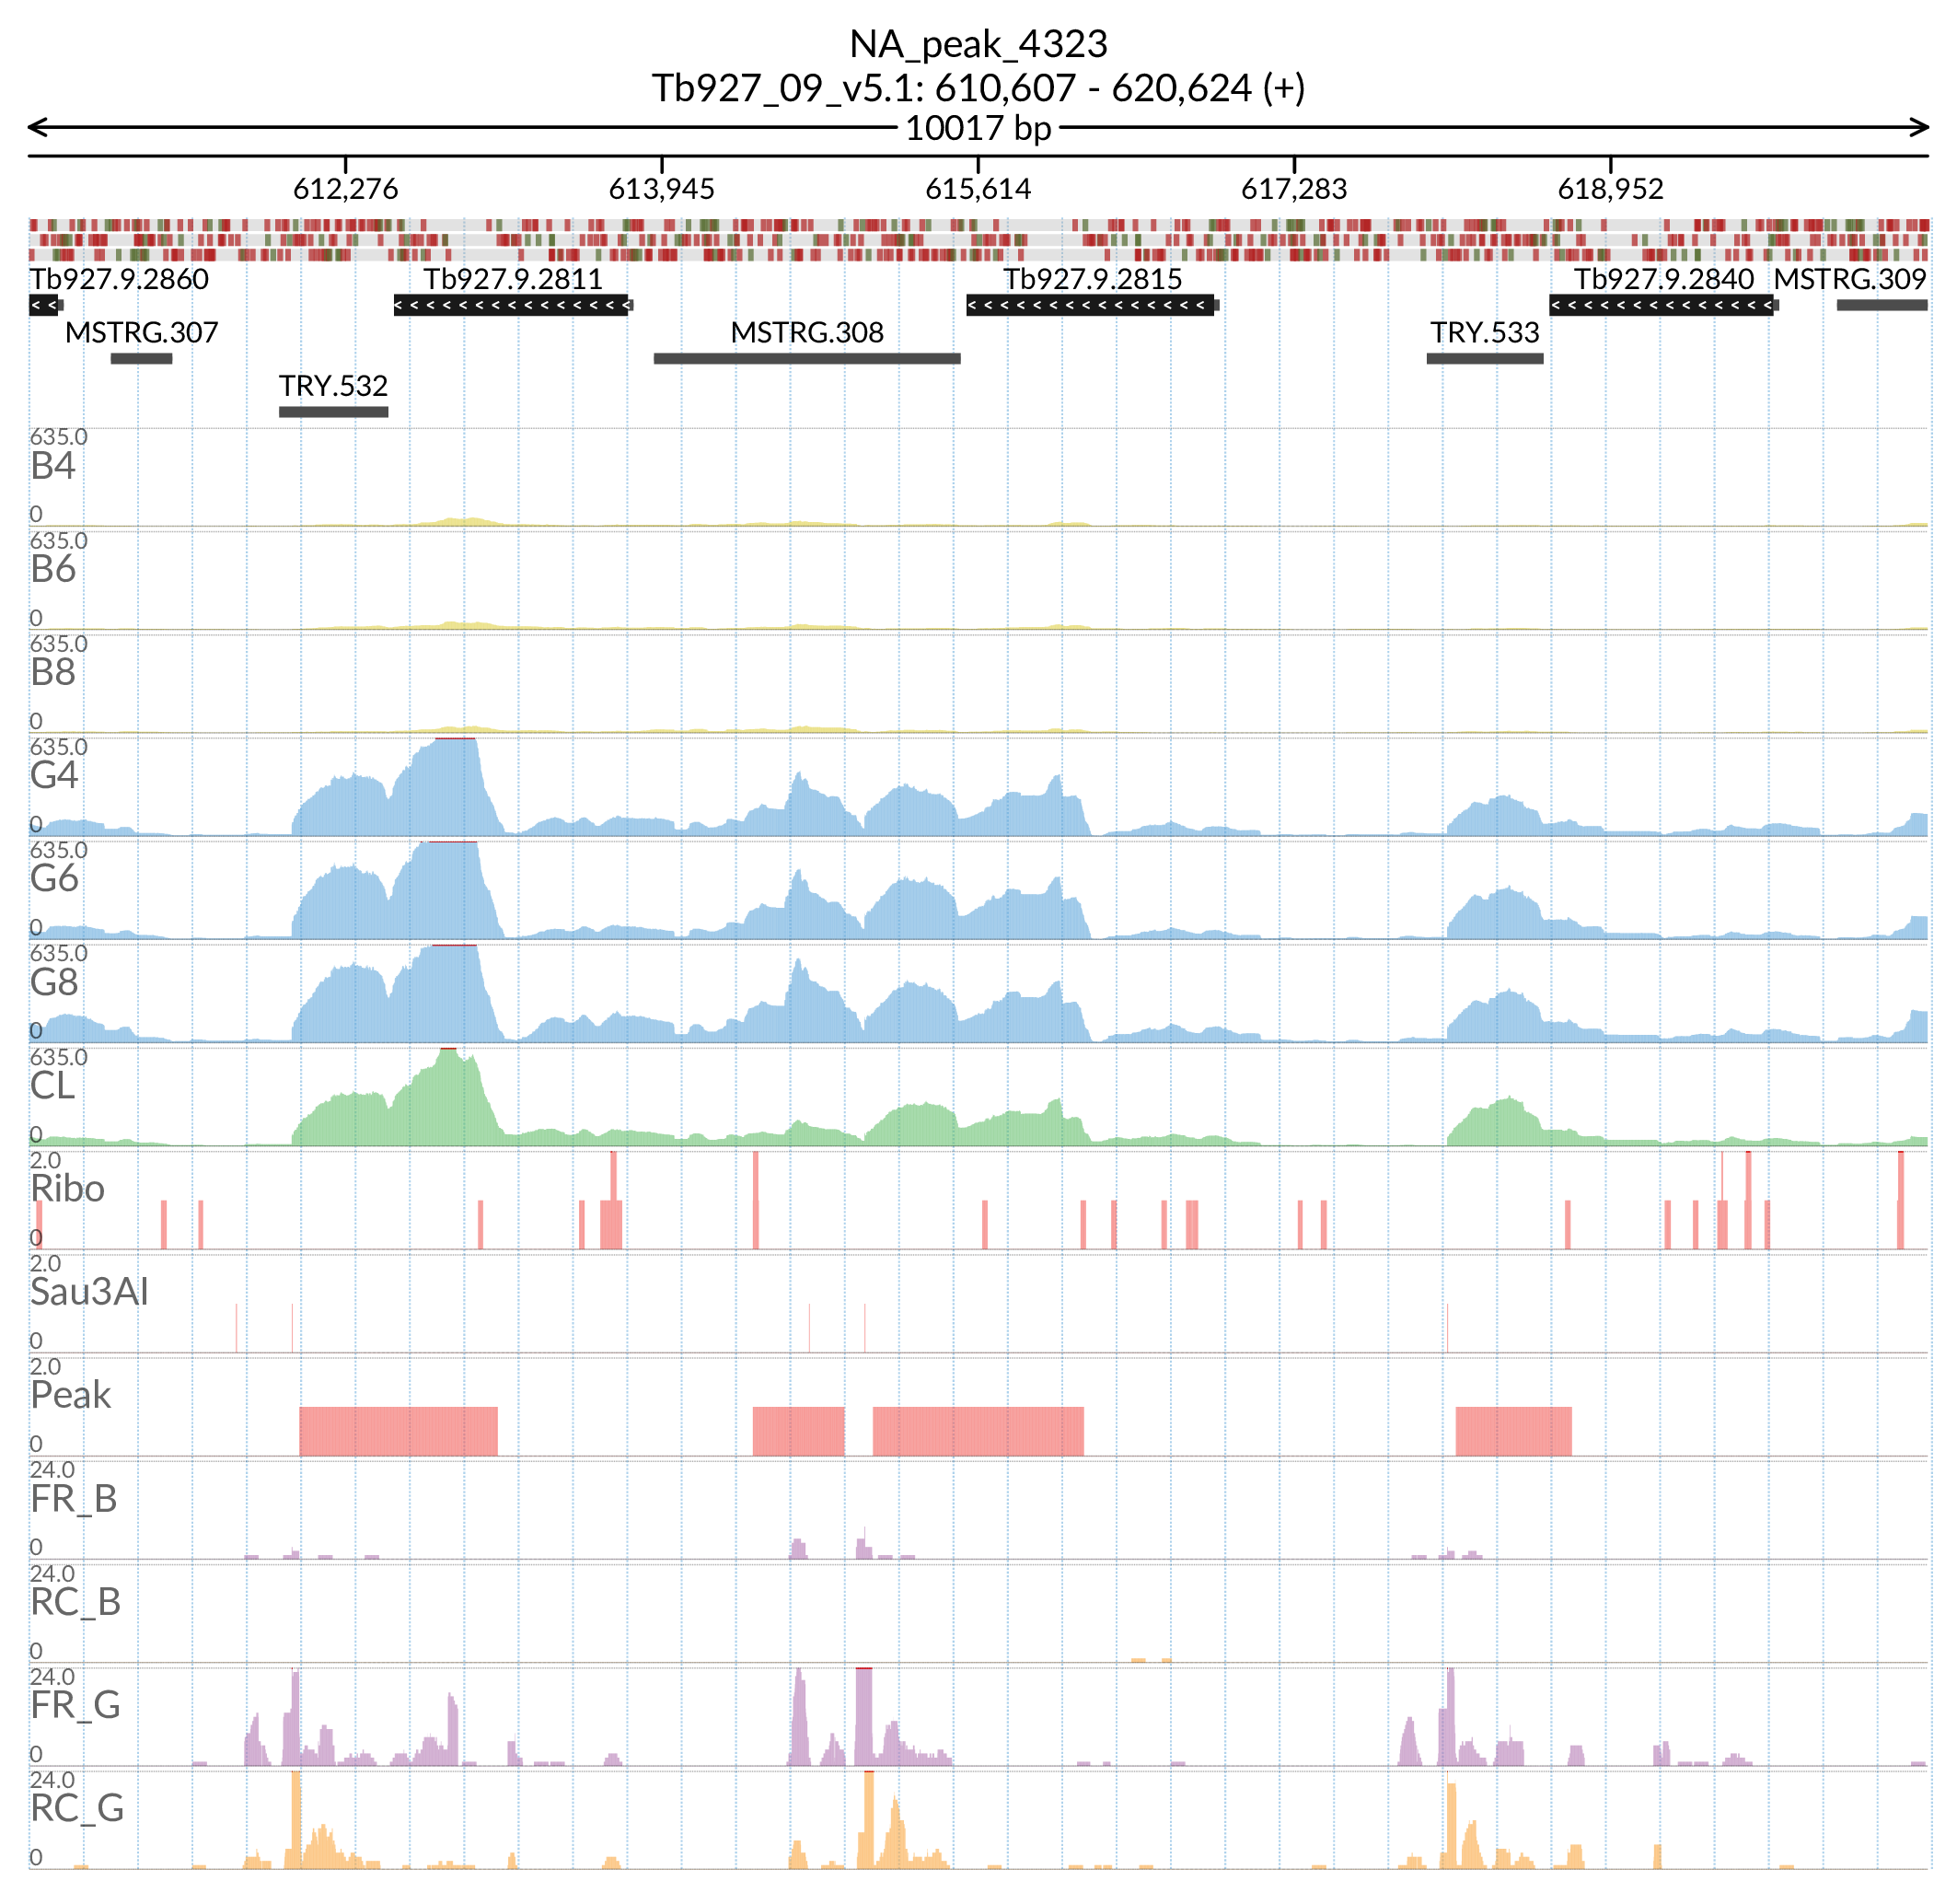 NA_peak_4323
Tb927_09_v5.1: 610,607 - 620,624 (+)
10017 bp
612,276 613,945 615,614 617,283 618,952
Tb927.9.2860 Tb927.9.2811 Tb927.9.2815 Tb927.9.2840 MSTRG.309
MSTRG.307 MSTRG.308 TRY.533
TRY.532
635.0
B4
0
635.0
B6
0
635.0
B8
0
635.0
G4
0
635.0
G6
0
635.0
G8
0
635.0
CL
0
2.0
Ribo
0
2.0
Sau3AI
0
2.0
Peak
0
24.0
FR_B
0
24.0
RC_B
0
24.0
FR_G
0
24.0
RC_G
0